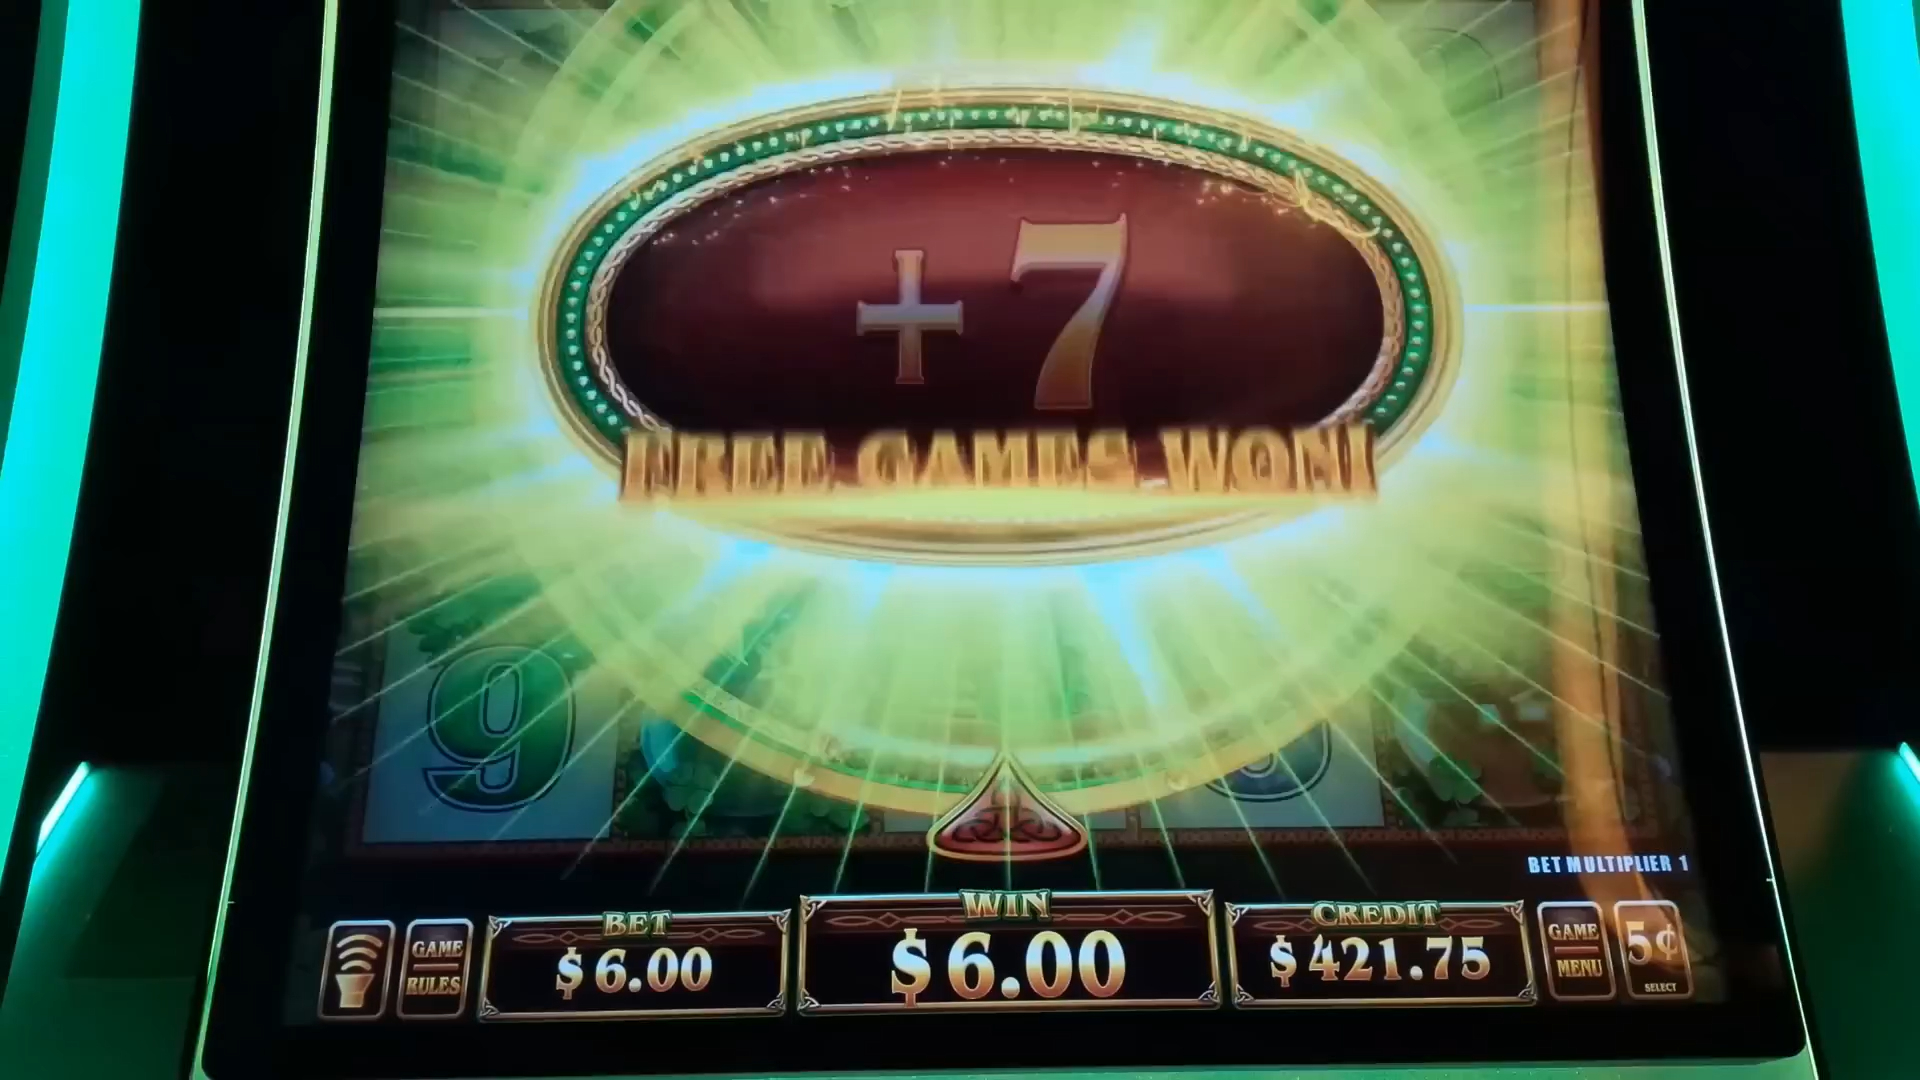 +7
FREE GAMES WON!
9
BET MULTIPLIER 1
BET
$6.00
WIN
$6.00
CREDIT
$421.75
GAME
RULES
GAME
MENU
5¢
SELECT